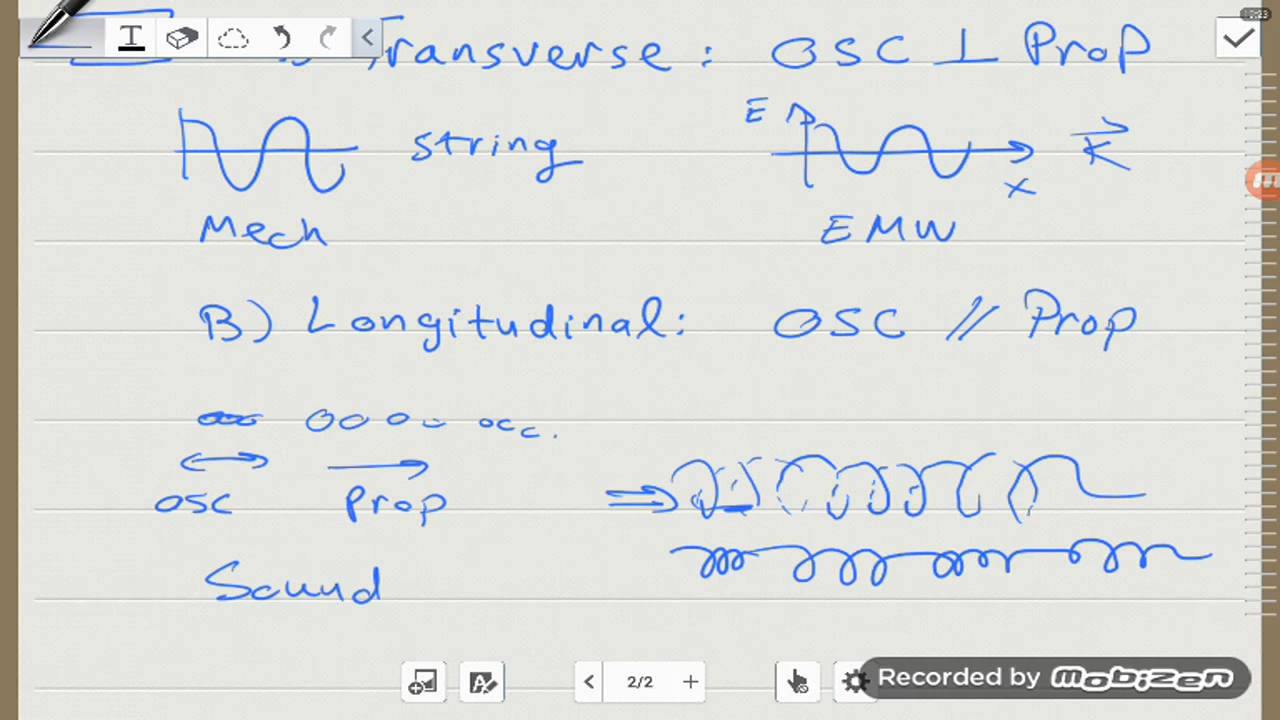 Transverse: OSC ⊥ Prop
E
string
K
x
Mech
EMW
B) Longitudinal: OSC // Prop
osc
Prop
Sound
2/2
Recorded by mobizen